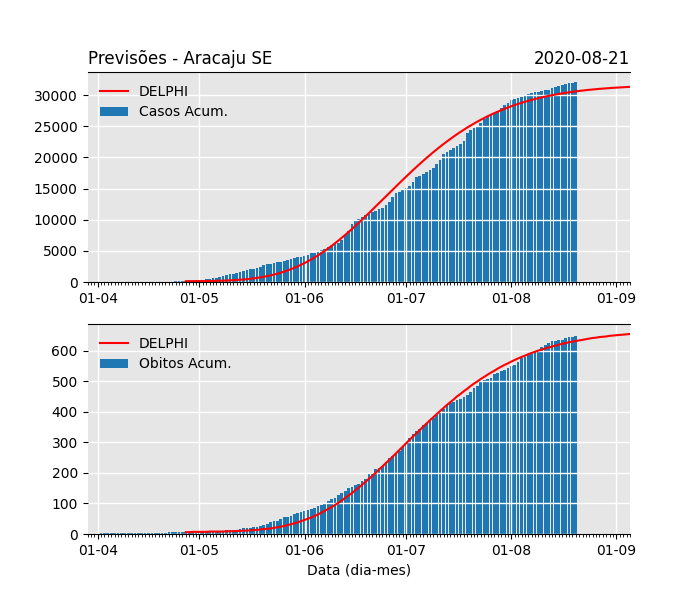 Previsões - Aracaju SE 2020-08-21
DELPHI
Casos Acum.
30000
25000
20000
15000
10000
5000
0
01-04 01-05 01-06 01-07 01-08 01-09
DELPHI
Obitos Acum.
600
500
400
300
200
100
0
01-04 01-05 01-06 01-07 01-08 01-09
Data (dia-mes)